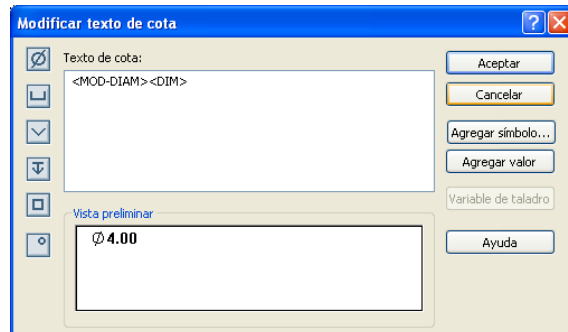 Modificar texto de cota
Texto de cota:
<MOD-DIAM><DIM>
Aceptar
Cancelar
Agregar símbolo...
Agregar valor
Variable de taladro
Ayuda
Vista preliminar
∅4.00